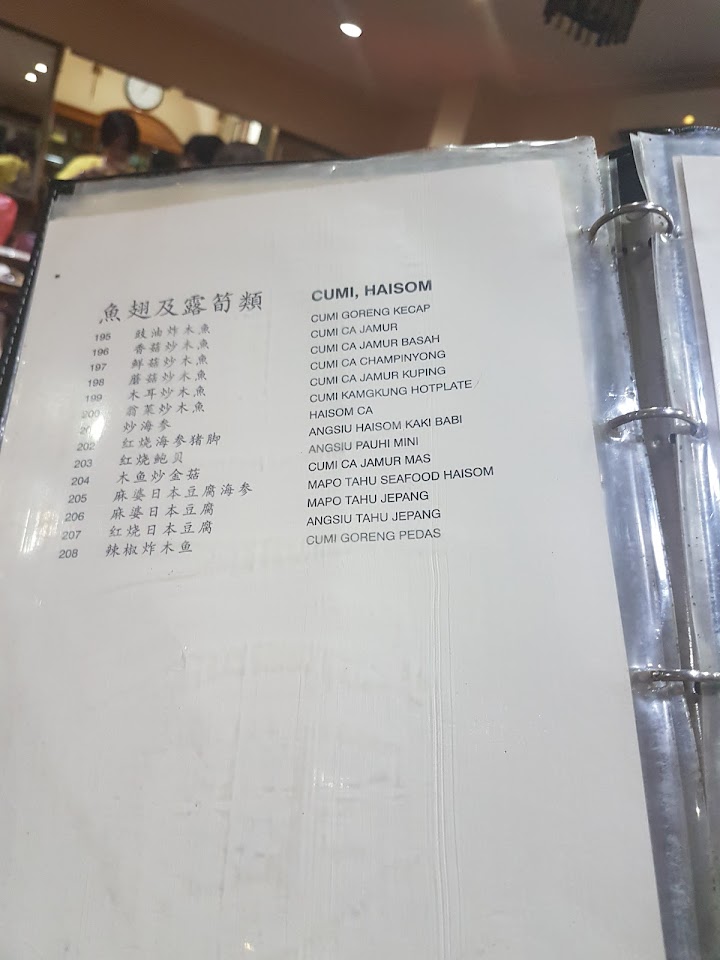 魚翅及露筍類 CUMI, HAISOM
195 豉油炸木魚 CUMI GORENG KECAP
196 香菇炒木魚 CUMI CA JAMUR
197 鮮菇炒木魚 CUMI CA JAMUR BASAH
198 蘑菇炒木魚 CUMI CA CHAMPINYONG
199 木耳炒木魚 CUMI CA JAMUR KUPING
200 蓊菜炒木魚 CUMI KAMGKUNG HOTPLATE
炒海参 HAISOM CA
202 红烧海参猪脚 ANGSIU HAISOM KAKI BABI
203 红烧鲍贝 ANGSIU PAUHI MINI
204 木鱼炒金菇 CUMI CA JAMUR MAS
205 麻婆日本豆腐海参 MAPO TAHU SEAFOOD HAISOM
206 麻婆日本豆腐 MAPO TAHU JEPANG
207 红烧日本豆腐 ANGSIU TAHU JEPANG
208 辣椒炸木鱼 CUMI GORENG PEDAS